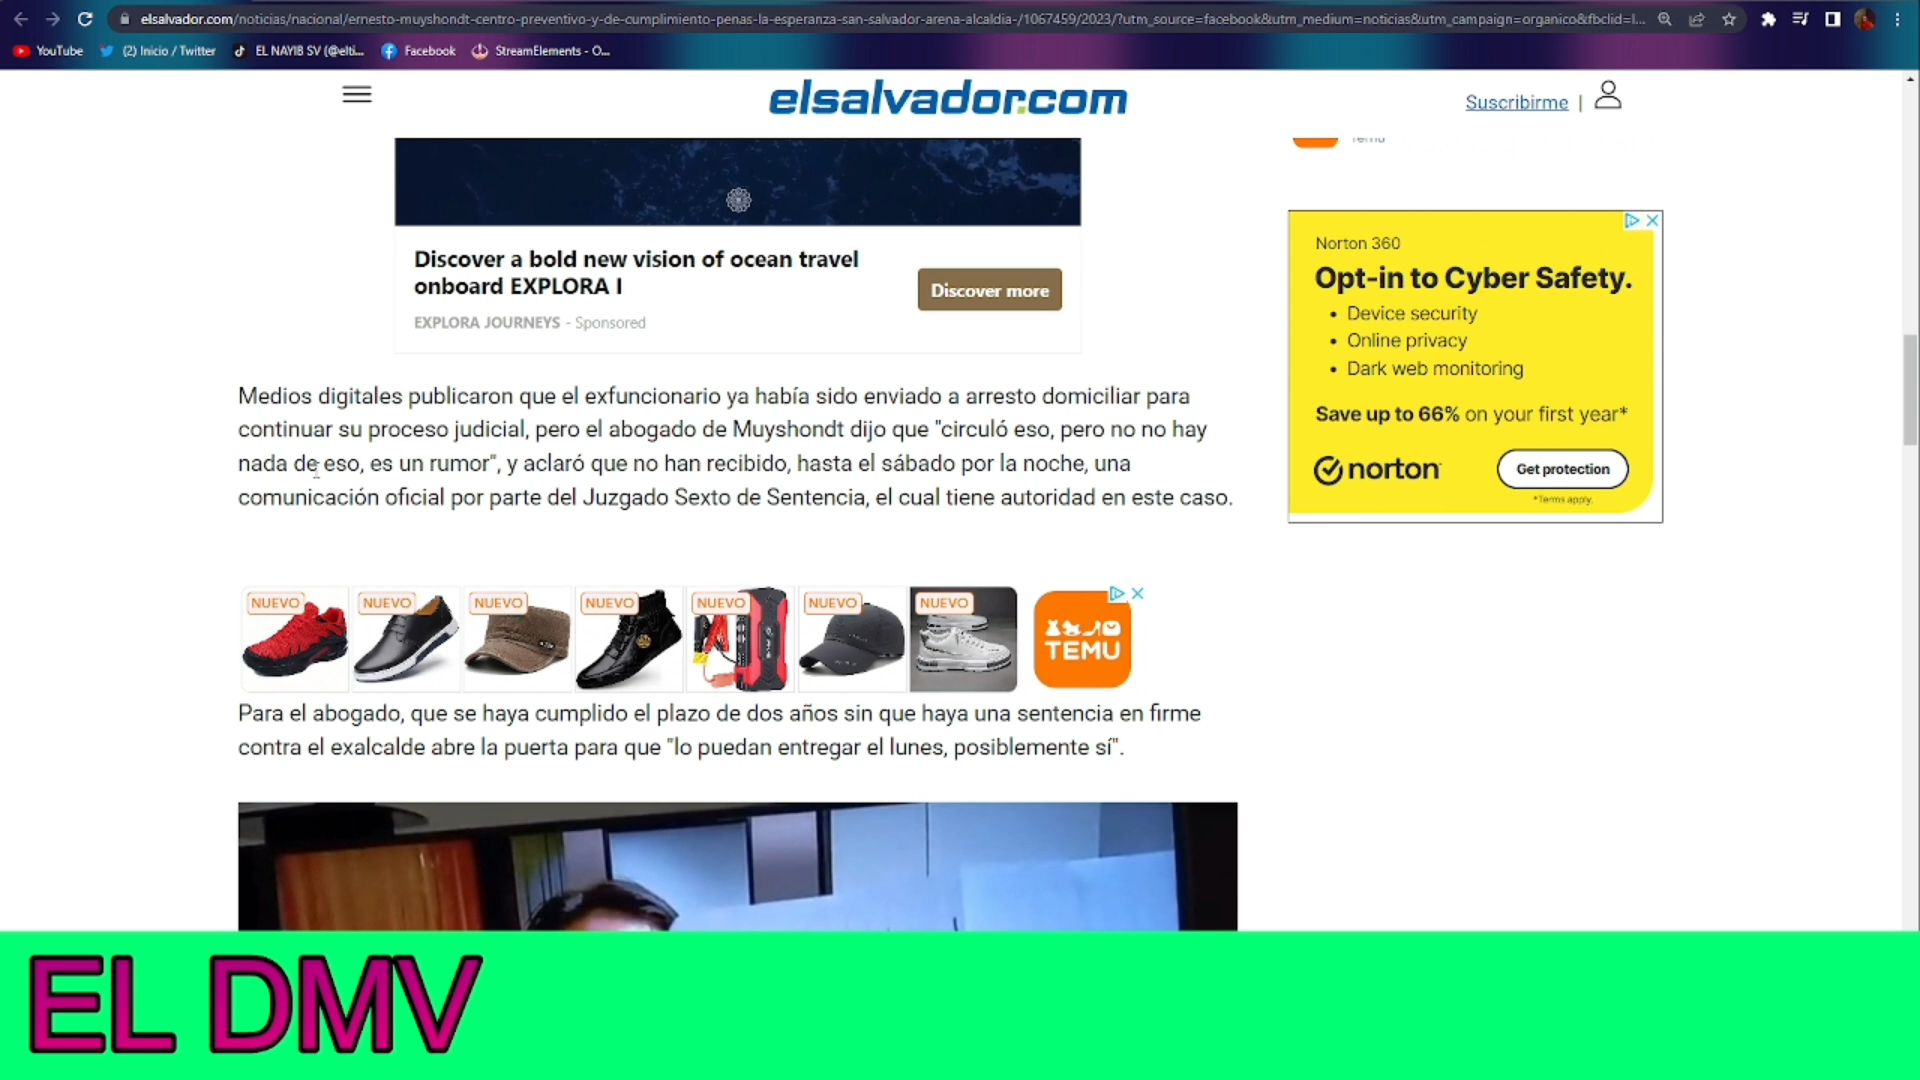 elsalvador.com/noticias/nacional/ernesto-muyshondt-centro-preventivo-y-de-cumplimiento-penas-la-esperanza-san-salvador-arena-alcaldia-/1067459/2023/?utm_source=facebook&utm_medium=noticias&utm_campaign=organico&fbclid=I...
YouTube
(2) Inicio / Twitter
EL NAYIB SV (@elti...
Facebook
StreamElements - O...
elsalvador.com
Suscribirme |
Temu
Discover a bold new vision of ocean travel
onboard EXPLORA I
Discover more
EXPLORA JOURNEYS - Sponsored
Norton 360
Opt-in to Cyber Safety.
• Device security
• Online privacy
• Dark web monitoring
Save up to 66% on your first year*
norton
Get protection
*Terms apply.
Medios digitales publicaron que el exfuncionario ya había sido enviado a arresto domiciliar para
continuar su proceso judicial, pero el abogado de Muyshondt dijo que "circuló eso, pero no no hay
nada de eso, es un rumor", y aclaró que no han recibido, hasta el sábado por la noche, una
comunicación oficial por parte del Juzgado Sexto de Sentencia, el cual tiene autoridad en este caso.
NUEVO
NUEVO
NUEVO
NUEVO
NUEVO
NUEVO
NUEVO
TEMU
Para el abogado, que se haya cumplido el plazo de dos años sin que haya una sentencia en firme
contra el exalcalde abre la puerta para que "lo puedan entregar el lunes, posiblemente sí".
EL DMV